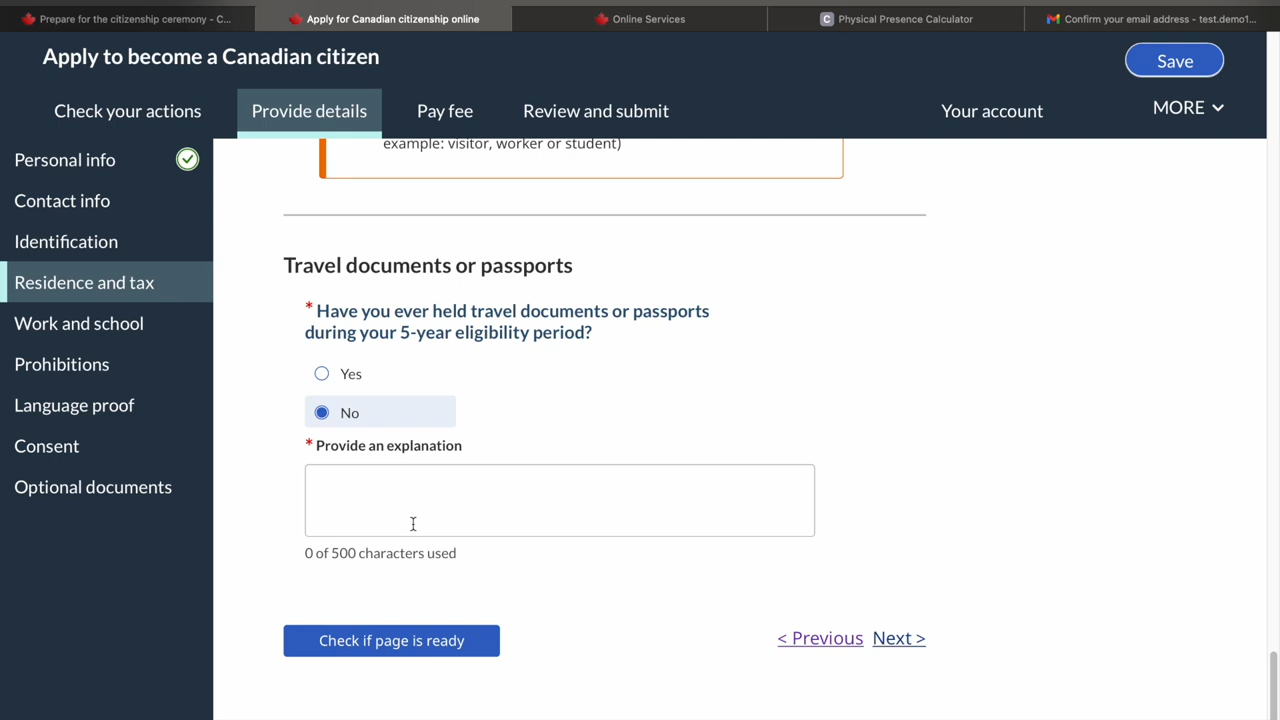 Prepare for the citizenship ceremony - C...
Apply for Canadian citizenship online
Online Services
C Physical Presence Calculator
Confirm your email address - test.demo1...
Apply to become a Canadian citizen
Save
Check your actions
Provide details
Pay fee
Review and submit
Your account
MORE
Personal info
Contact info
Identification
Residence and tax
Work and school
Prohibitions
Language proof
Consent
Optional documents
example: visitor, worker or student)
Travel documents or passports
* Have you ever held travel documents or passports
during your 5-year eligibility period?
Yes
No
* Provide an explanation
0 of 500 characters used
Check if page is ready
< Previous
Next >